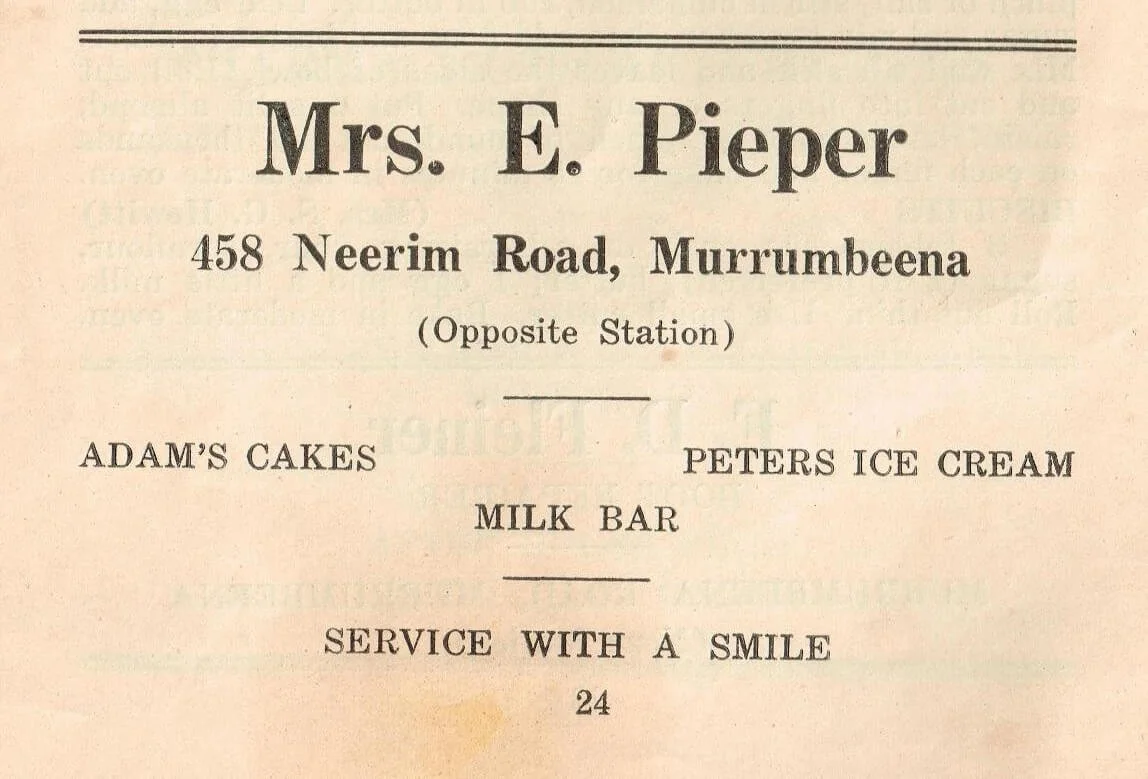 Mrs. E. Pieper
458 Neerim Road, Murrumbeena
(Opposite Station)
ADAM'S CAKES PETERS ICE CREAM
MILK BAR
SERVICE WITH A SMILE
24